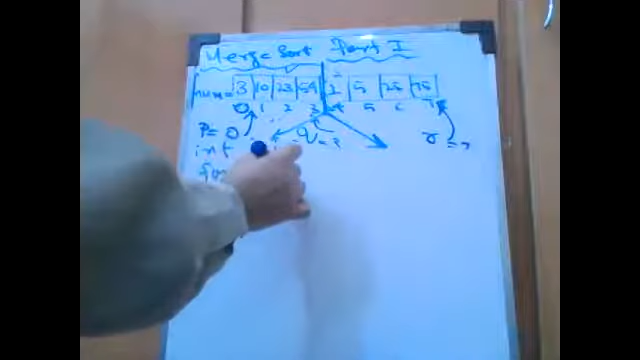 Merge Sort Part I
num= 3 10 23 54 1 5 25 75
0 1 2 3 4 5 6 7
P=0 q=3 r=7
int
for